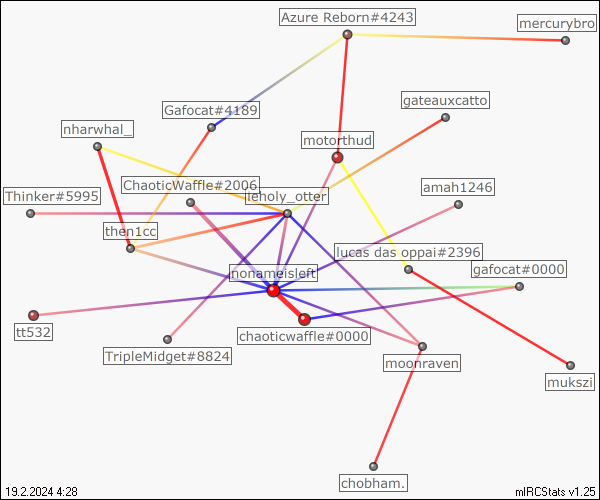 Azure Reborn#4243
mercurybro
gateauxcatto
Gafocat#4189
nharwhal_
motorthud
ChaoticWaffle#2006
amah1246
Thinker#5995
leholy_otter
then1cc
lucas das oppai#2396
gafocat#0000
nonameisleft
tt532
chaoticwaffle#0000
TripleMidget#8824
moonraven
mukszi
chobham.
19.2.2024 4:28
mIRCStats v1.25